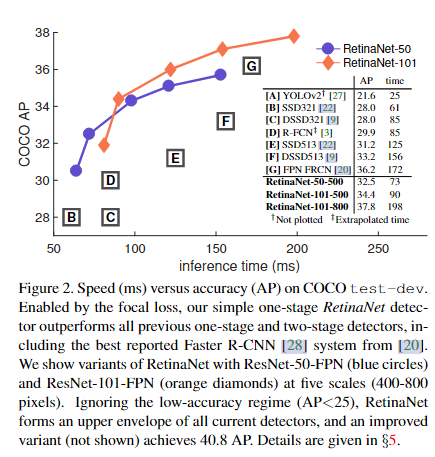 38
36
34
32
30
28
COCO AP
50
100
150
200
250
inference time (ms)
B
C
D
E
F
G
RetinaNet-50
RetinaNet-101
AP time
[A] YOLOv2† [27] 21.6 25
[B] SSD321 [22] 28.0 61
[C] DSSD321 [9] 28.0 85
[D] R-FCN‡ [3] 29.9 85
[E] SSD513 [22] 31.2 125
[F] DSSD513 [9] 33.2 156
[G] FPN FRCN [20] 36.2 172
RetinaNet-50-500 32.5 73
RetinaNet-101-500 34.4 90
RetinaNet-101-800 37.8 198
†Not plotted ‡Extrapolated time
Figure 2. Speed (ms) versus accuracy (AP) on COCO test-dev.
Enabled by the focal loss, our simple one-stage RetinaNet detec-
tor outperforms all previous one-stage and two-stage detectors, in-
cluding the best reported Faster R-CNN [28] system from [20].
We show variants of RetinaNet with ResNet-50-FPN (blue circles)
and ResNet-101-FPN (orange diamonds) at five scales (400-800
pixels). Ignoring the low-accuracy regime (AP<25), RetinaNet
forms an upper envelope of all current detectors, and an improved
variant (not shown) achieves 40.8 AP. Details are given in §5.